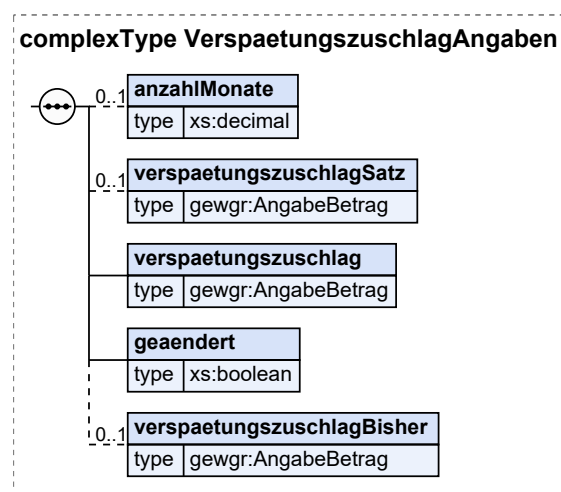 complexType VerspaetungszuschlagAngaben
0..1 anzahlMonate
type xs:decimal
0..1 verspaetungszuschlagSatz
type gewgr:AngabeBetrag
verspaetungszuschlag
type gewgr:AngabeBetrag
geaendert
type xs:boolean
0..1 verspaetungszuschlagBisher
type gewgr:AngabeBetrag